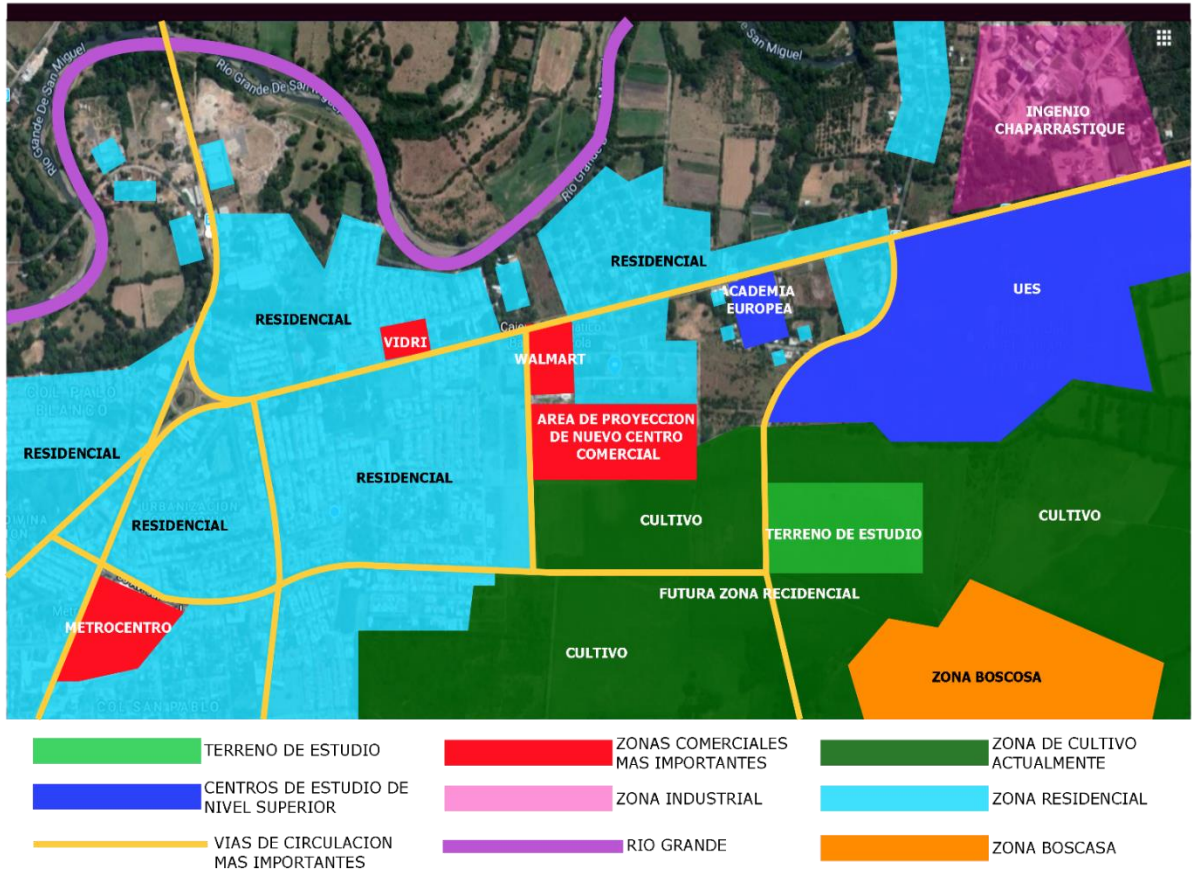 RIO GRANDE DE SAN MIGUEL
Rio Grande De San Miguel
San Miguel
Rio Grande D
INGENIO
CHAPARRASTIQUE
RESIDENCIAL
ACADEMIA
EUROPEA
UES
RESIDENCIAL
VIDRI
WALMART
COL PALO
BLANCO
AREA DE PROYECCION
DE NUEVO CENTRO
COMERCIAL
RESIDENCIAL
RESIDENCIAL
URBANIZACION
RESIDENCIAL
CULTIVO
TERRENO DE ESTUDIO
CULTIVO
FUTURA ZONA RECIDENCIAL
METROCENTRO
CULTIVO
ZONA BOSCOSA
COL SAN PABLO
TERRENO DE ESTUDIO
ZONAS COMERCIALES
MAS IMPORTANTES
ZONA DE CULTIVO
ACTUALMENTE
CENTROS DE ESTUDIO DE
NIVEL SUPERIOR
ZONA INDUSTRIAL
ZONA RESIDENCIAL
VIAS DE CIRCULACION
MAS IMPORTANTES
RIO GRANDE
ZONA BOSCASA